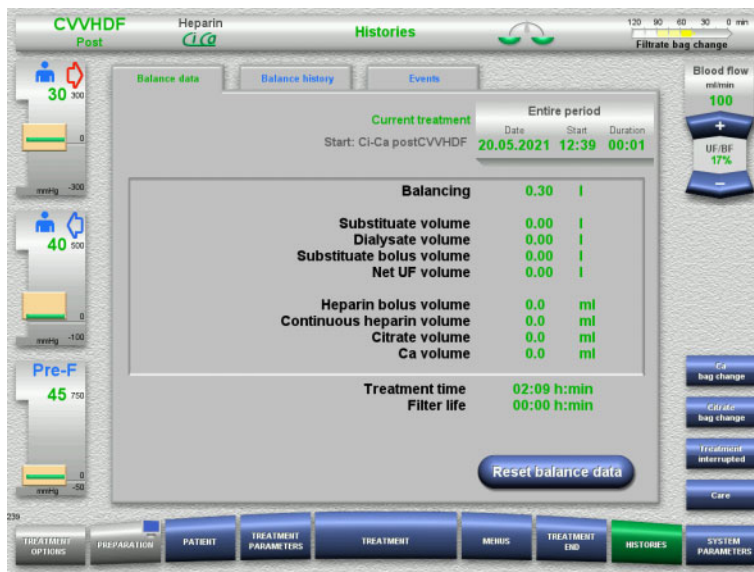 CVVHDF
Post
Heparin
CiCa
Histories
120 90 60 30 0 min
Filtrate bag change
30
300
0
mmHg -300
40
500
0
mmHg -100
Pre-F
45
750
0
mmHg -50
Balance data
Balance history
Events
Current treatment
Start: Ci-Ca postCVVHDF
Entire period
Date Start Duration
20.05.2021 12:39 00:01
Balancing 0.30 l
Substituate volume 0.00 l
Dialysate volume 0.00 l
Substituate bolus volume 0.00 l
Net UF volume 0.00 l
Heparin bolus volume 0.0 ml
Continuous heparin volume 0.0 ml
Citrate volume 0.0 ml
Ca volume 0.0 ml
Treatment time 02:09 h:min
Filter life 00:00 h:min
Reset balance data
Blood flow
ml/min
100
+
UF/BF
17%
−
Ca
bag change
Citrate
bag change
Treatment
interrupted
Care
239
TREATMENT
OPTIONS
PREPARATION
PATIENT
TREATMENT
PARAMETERS
TREATMENT
MENUS
TREATMENT
END
HISTORIES
SYSTEM
PARAMETERS